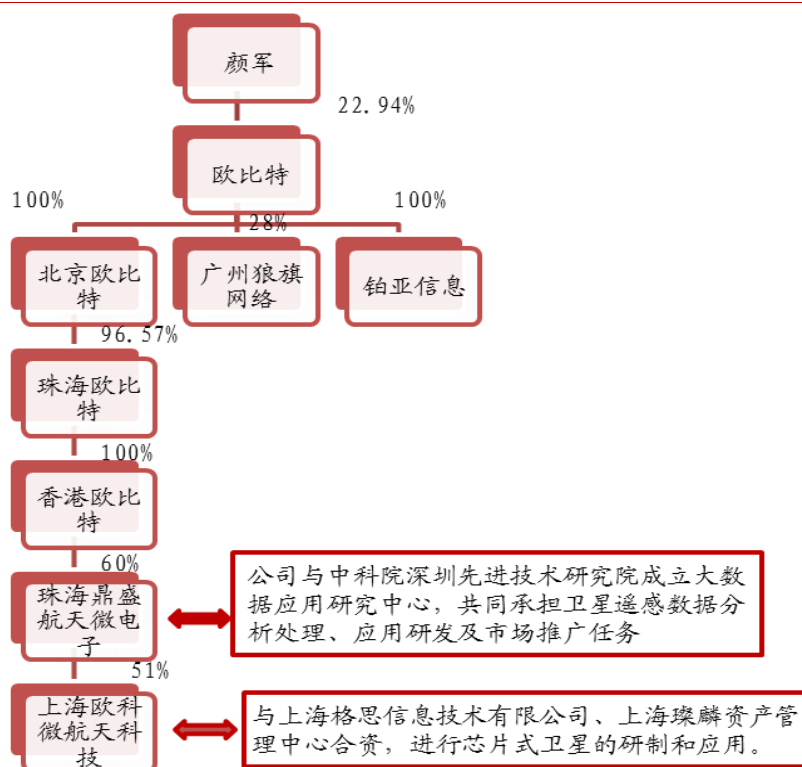 颜军
22.94%
欧比特
100%
28%
100%
北京欧比
特
广州狼旗
网络
铂亚信息
96.57%
珠海欧比
特
100%
香港欧比
特
60%
珠海鼎盛
航天微电
子
公司与中科院深圳先进技术研究院成立大数
据应用研究中心，共同承担卫星遥感数据分
析处理、应用研发及市场推广任务
51%
上海欧科
微航天科
技
与上海格思信息技术有限公司、上海璨麟资产管
理中心合资，进行芯片式卫星的研制和应用。